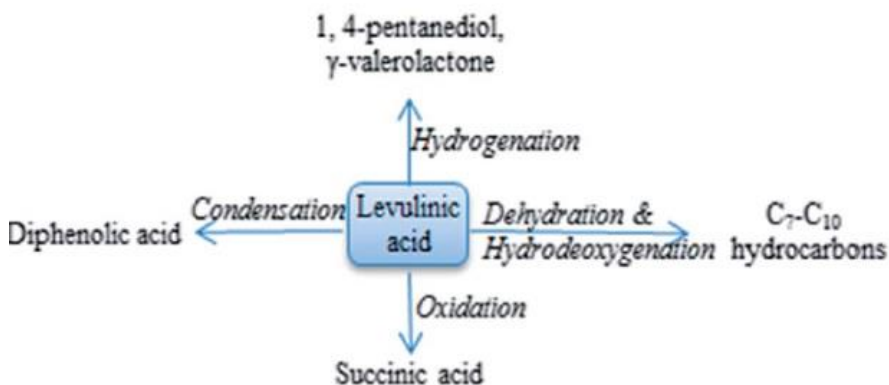 1, 4-pentanediol,
γ-valerolactone
Hydrogenation
Condensation
Levulinic
acid
Dehydration &
Hydrodeoxygenation
Diphenolic acid
C₇-C₁₀
hydrocarbons
Oxidation
Succinic acid